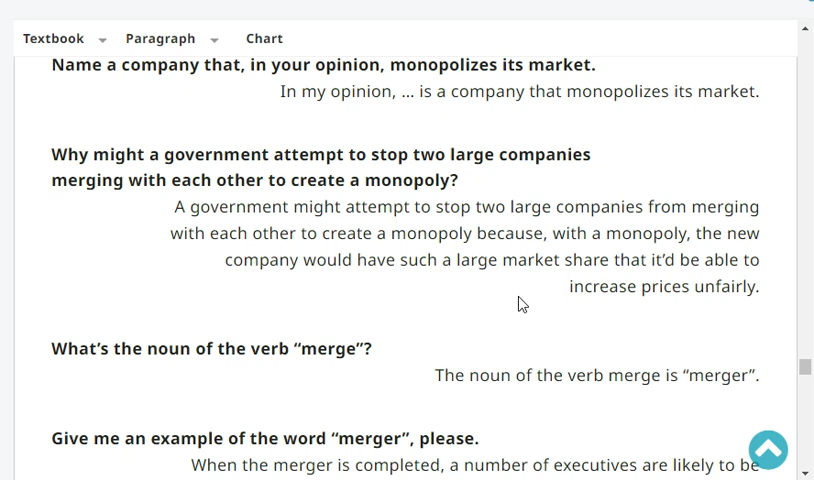 Textbook
Paragraph
Chart
Name a company that, in your opinion, monopolizes its market.
In my opinion, ... is a company that monopolizes its market.
Why might a government attempt to stop two large companies
merging with each other to create a monopoly?
A government might attempt to stop two large companies from merging
with each other to create a monopoly because, with a monopoly, the new
company would have such a large market share that it’d be able to
increase prices unfairly.
What’s the noun of the verb “merge”?
The noun of the verb merge is “merger”.
Give me an example of the word “merger”, please.
When the merger is completed, a number of executives are likely to be